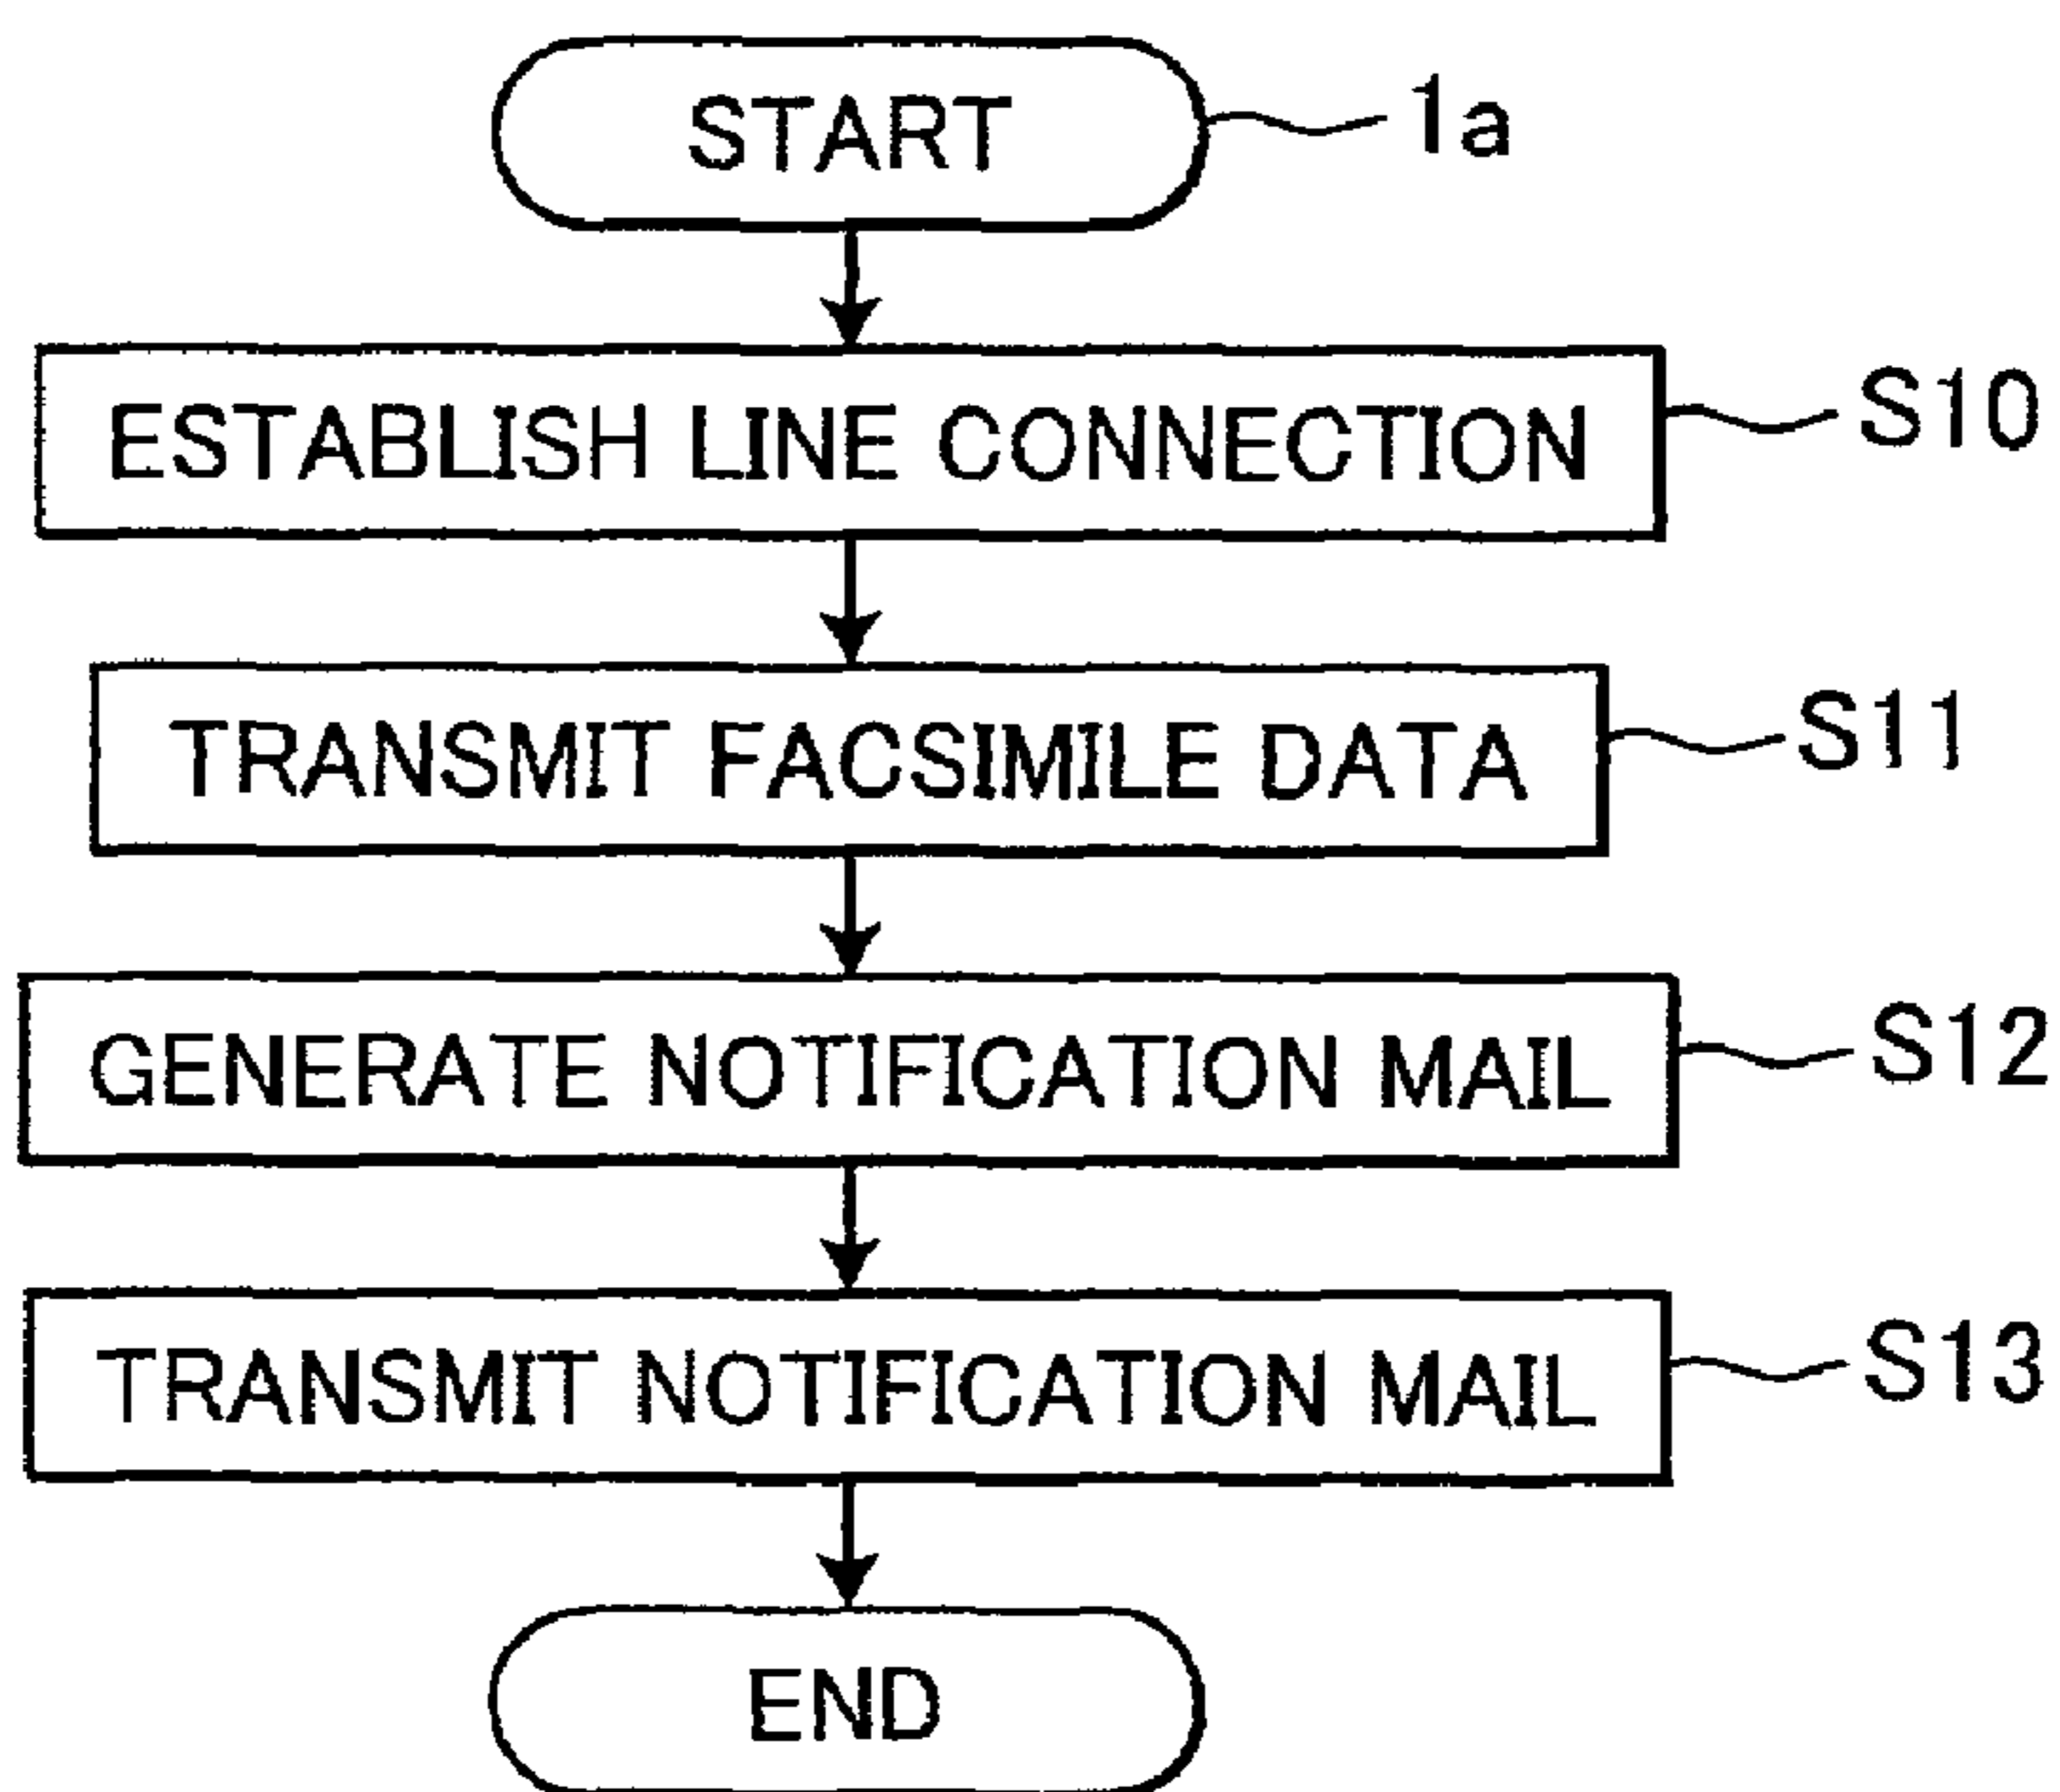 START 1a
ESTABLISH LINE CONNECTION S10
TRANSMIT FACSIMILE DATA S11
GENERATE NOTIFICATION MAIL S12
TRANSMIT NOTIFICATION MAIL S13
END